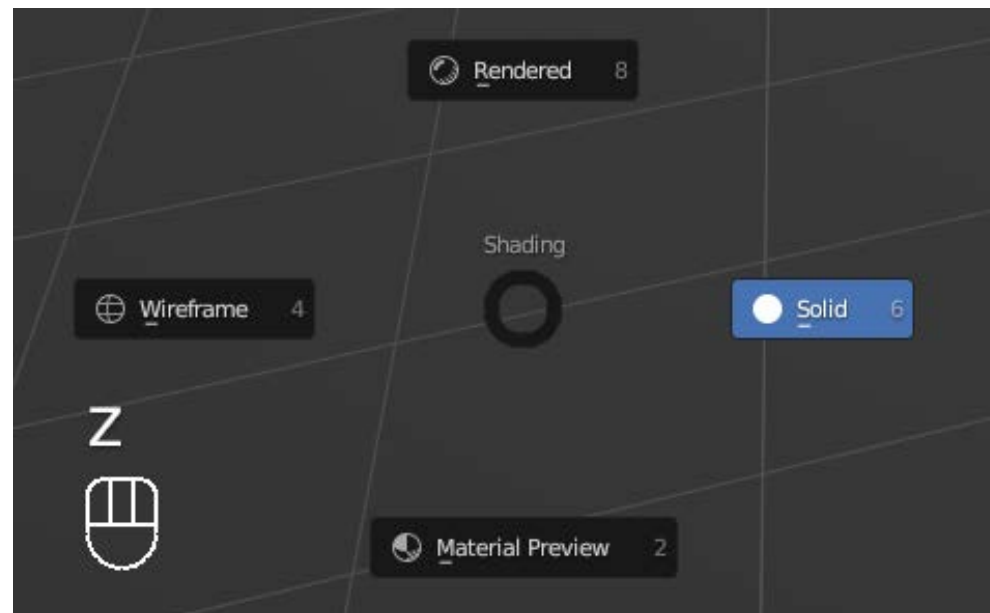 Rendered 8
Shading
Wireframe 4
Solid 6
Z
Material Preview 2